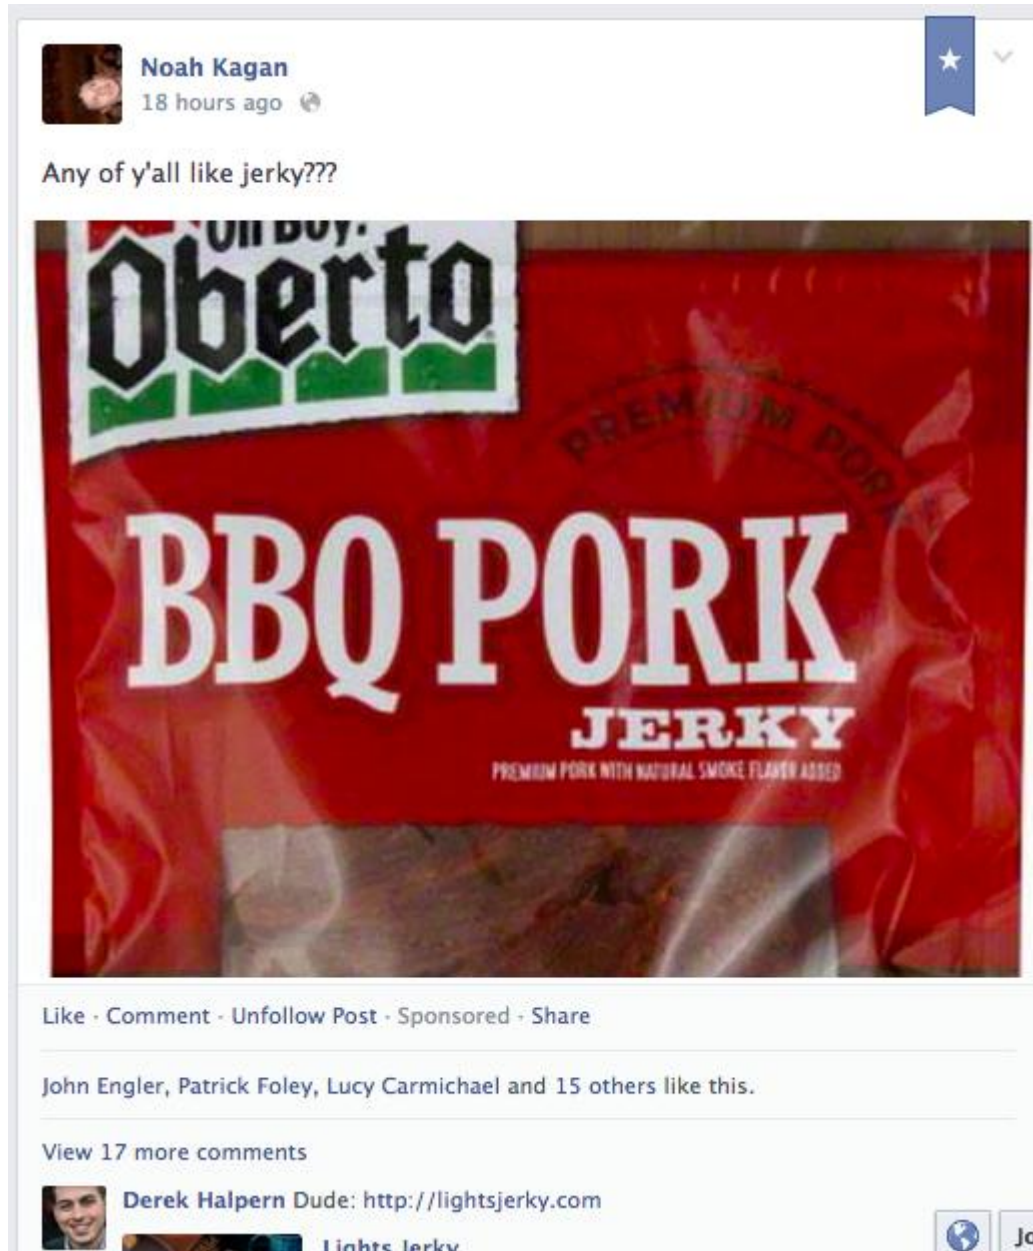 Noah Kagan
18 hours ago
Any of y'all like jerky???
Oberto
PREMIUM PORK
BBQ PORK
JERKY
PREMIUM PORK WITH NATURAL SMOKE FLAVOR ADDED
Like · Comment · Unfollow Post · Sponsored · Share
John Engler, Patrick Foley, Lucy Carmichael and 15 others like this.
View 17 more comments
Derek Halpern Dude: http://lightsjerky.com
Lights Jerky